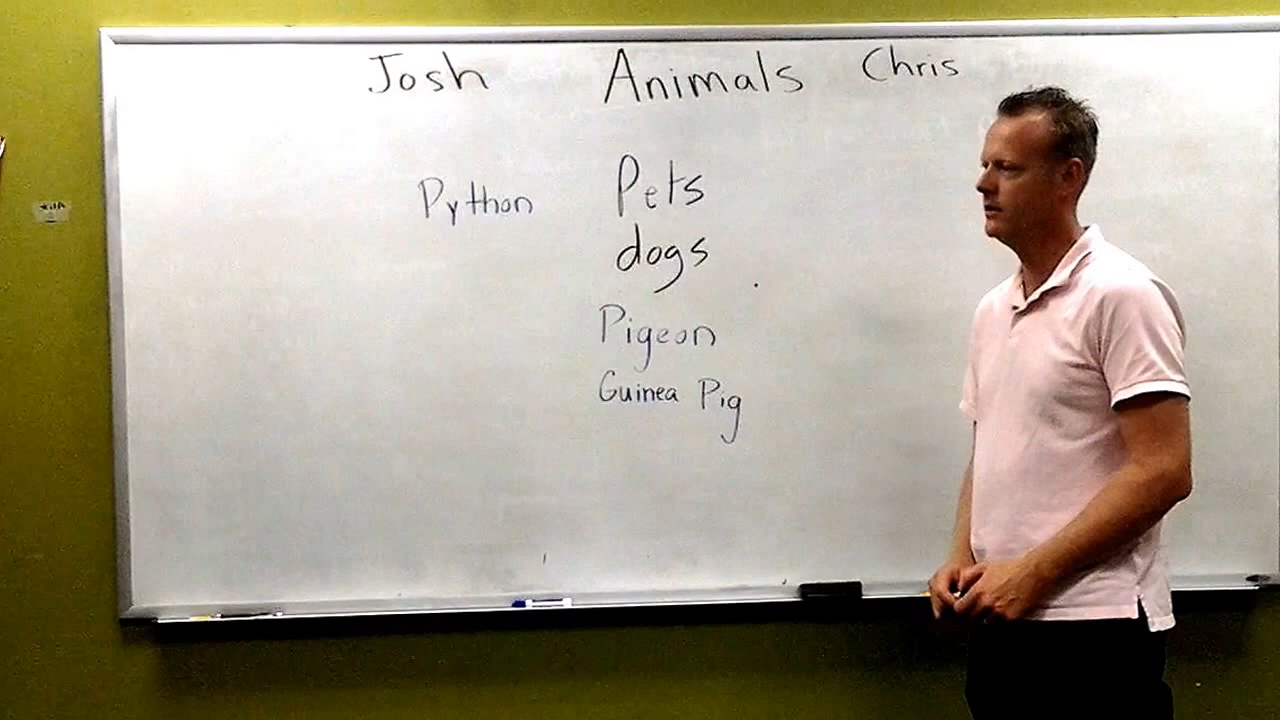 Josh Animals Chris
Python Pets
dogs
Pigeon
Guinea Pig